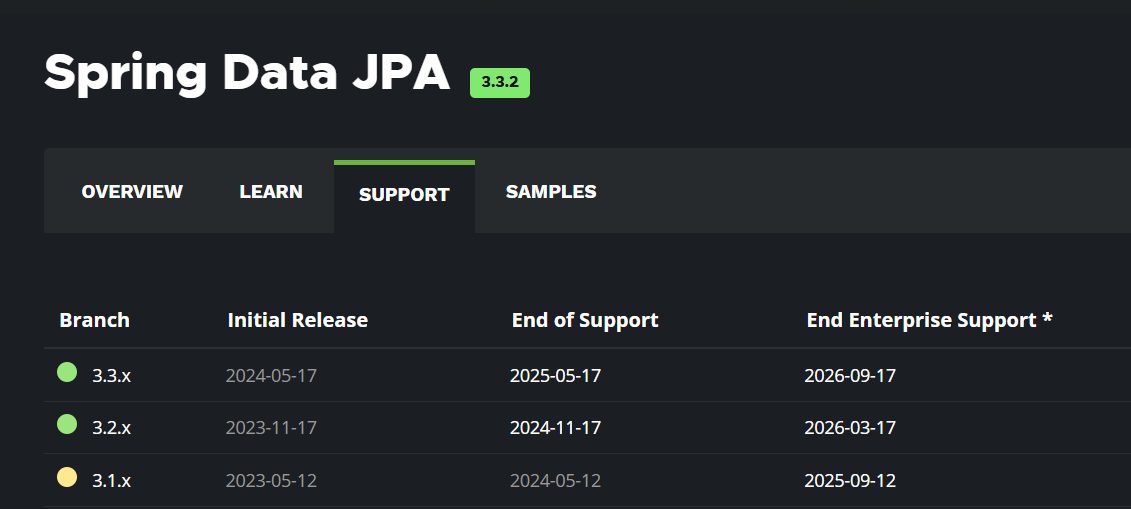 Spring Data JPA 3.3.2
OVERVIEW LEARN SUPPORT SAMPLES
Branch Initial Release End of Support End Enterprise Support *
3.3.x 2024-05-17 2025-05-17 2026-09-17
3.2.x 2023-11-17 2024-11-17 2026-03-17
3.1.x 2023-05-12 2024-05-12 2025-09-12